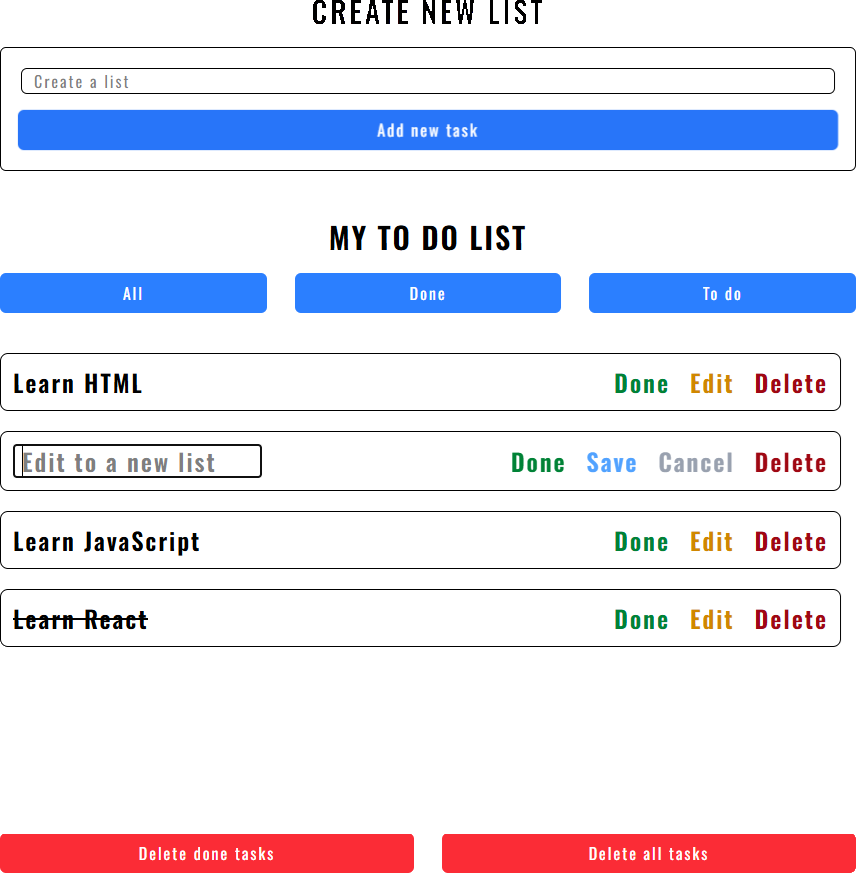 CREATE NEW LIST
Create a list
Add new task
MY TO DO LIST
All Done To do
Learn HTML Done Edit Delete
Edit to a new list Done Save Cancel Delete
Learn JavaScript Done Edit Delete
Learn React Done Edit Delete
Delete done tasks Delete all tasks